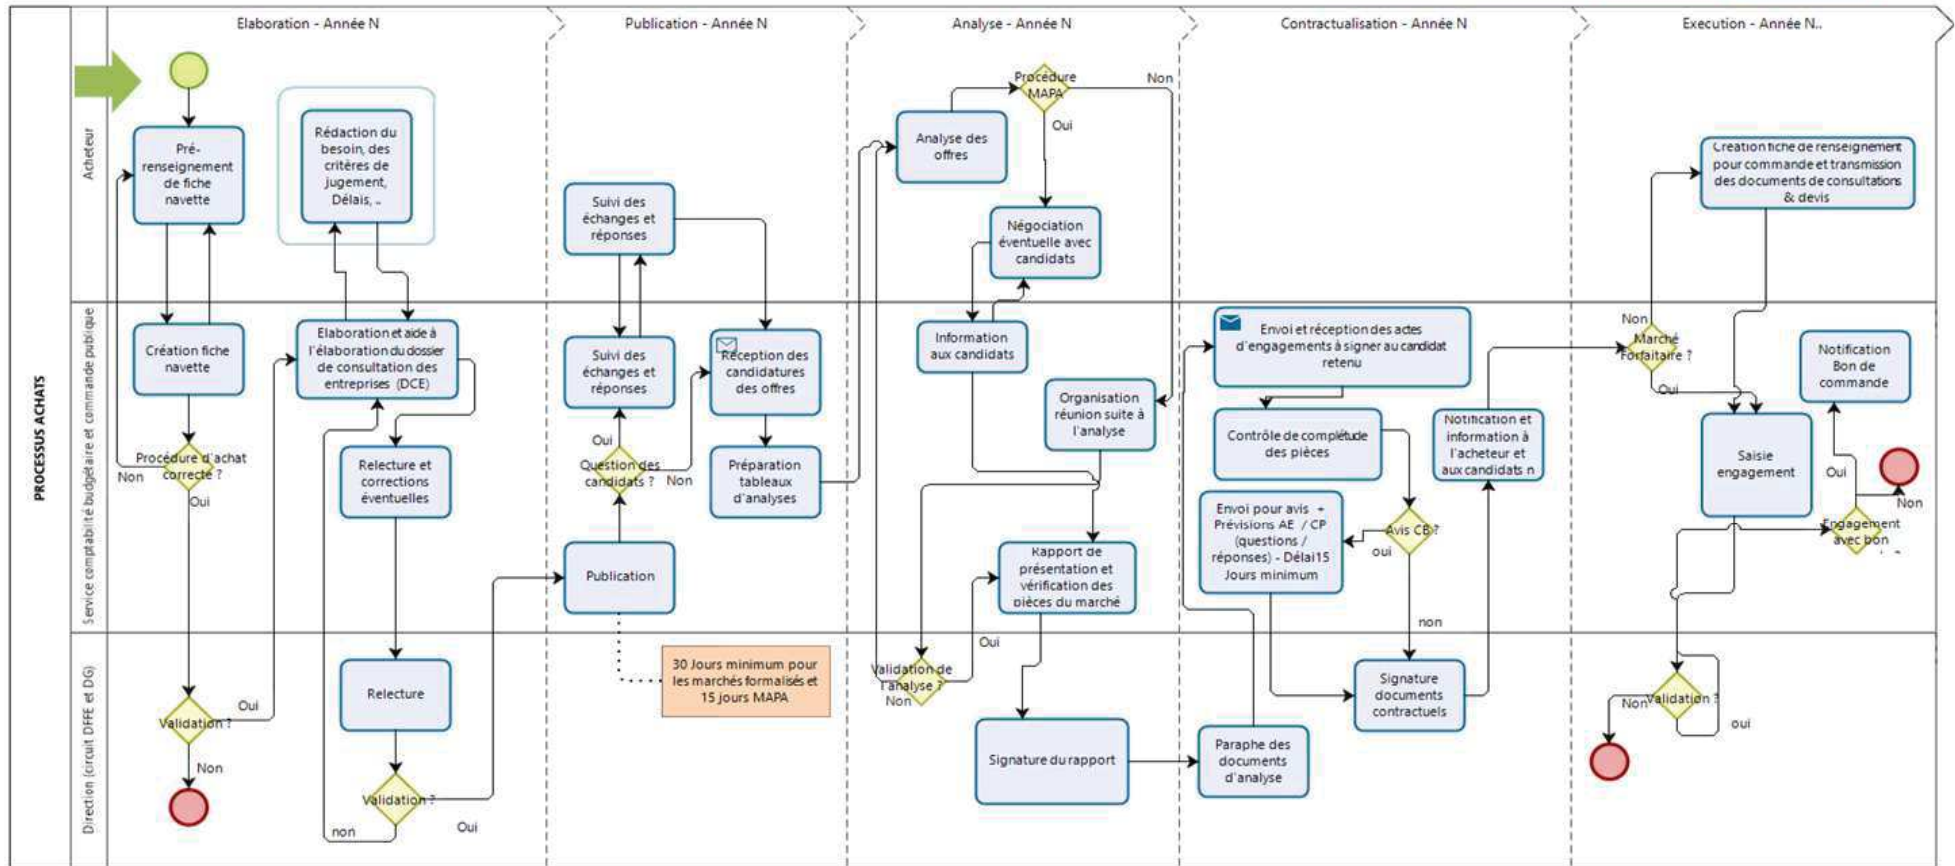 Elaboration - Année N
Publication - Année N
Analyse - Année N
Contractualisation - Année N
Execution - Année N..
PROCESSUS ACHATS
Acheteur
Pré-
renseignement
de fiche
navette
Rédaction du
besoin, des
critères de
jugement,
Délais, ..
Suivi des
échanges et
réponses
Analyse des
offres
Procédure
MAPA
Non
Oui
Négociation
éventuelle avec
candidats
Création fiche de renseignement
pour commande et transmission
des documents de consultations
& devis
Service comptabilité budgétaire et commande publique
Création fiche
navette
Procédure d'achat
correcte ?
Non
Oui
Elaboration et aide à
l'élaboration du dossier
de consultation des
entreprises (DCE)
Relecture et
corrections
éventuelles
Suivi des
échanges et
réponses
Oui
Question des
candidats ?
Non
Publication
Réception des
candidatures
des offres
Préparation
tableaux
d'analyses
Information
aux candidats
Organisation
réunion suite à
l'analyse
Rapport de
présentation et
vérification des
pièces du marché
Envoi et réception des actes
d'engagements à signer au candidat
retenu
Contrôle de complétude
des pièces
Envoi pour avis +
Prévisions AE / CP
(questions /
réponses) - Délai15
Jours minimum
Avis CB ?
oui
non
Notification et
information à
l'acheteur et
aux candidats n
Non
Marché
Forfaitaire ?
Oui
Saisie
engagement
Notification
Bon de
commande
Oui
Non
Engagement
avec bon
Direction (circuit DFFE et DG)
Validation ?
Oui
Non
Relecture
Validation ?
non
Oui
30 Jours minimum pour
les marchés formalisés et
15 jours MAPA
Validation de
l'analyse ?
Oui
Non
Signature du rapport
Paraphe des
documents
d'analyse
Signature
documents
contractuels
Non
Validation ?
oui